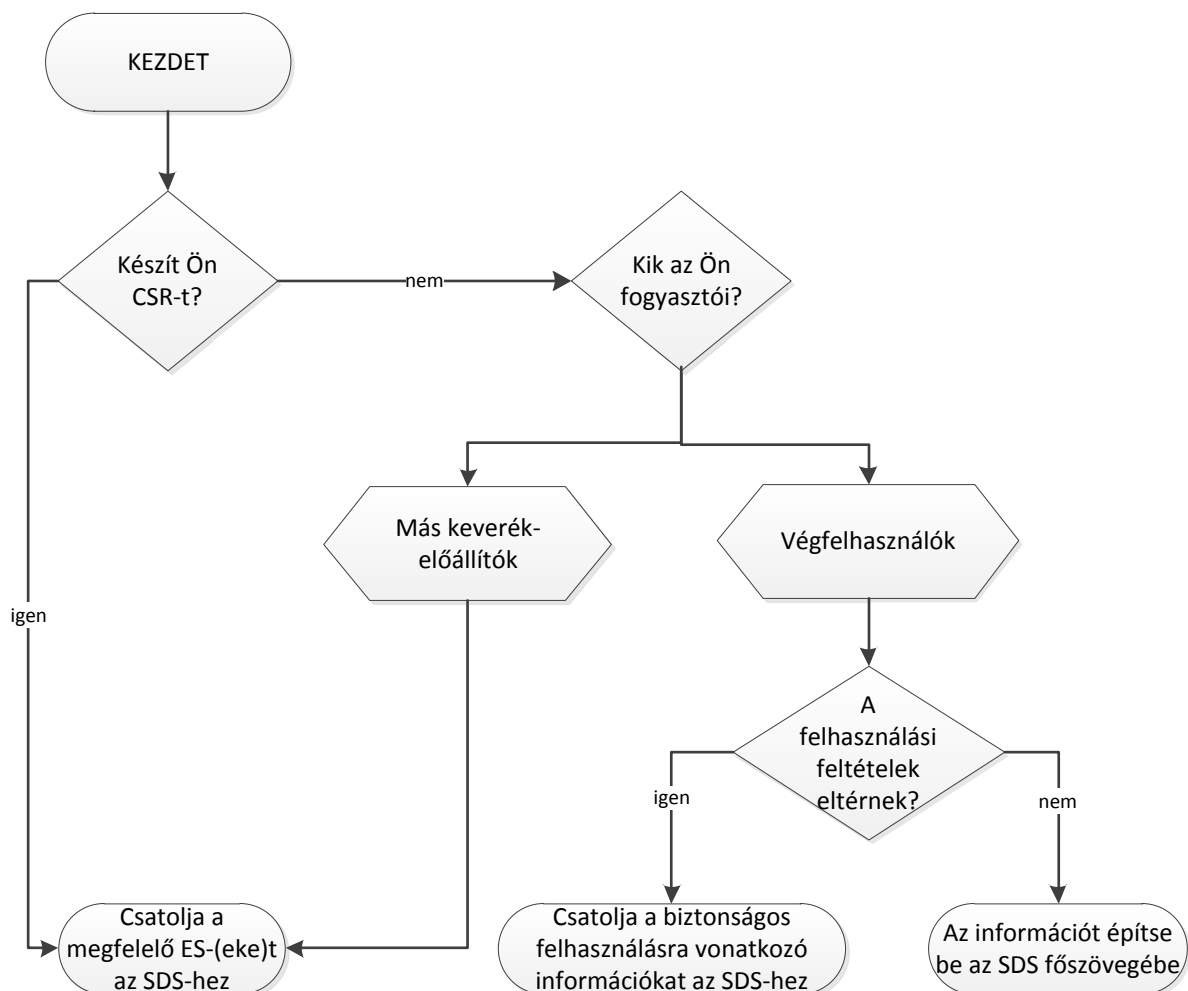 KEZDET
Készít Ön
CSR-t?
nem
Kik az Ön
fogyasztói?
Más keverék-
előállítók
Végfelhasználók
igen
A
felhasználási
feltételek
eltérnek?
igen
nem
Csatolja a
megfelelő ES-(eke)t
az SDS-hez
Csatolja a biztonságos
felhasználásra vonatkozó
információkat az SDS-hez
Az információt építse
be az SDS főszövegébe